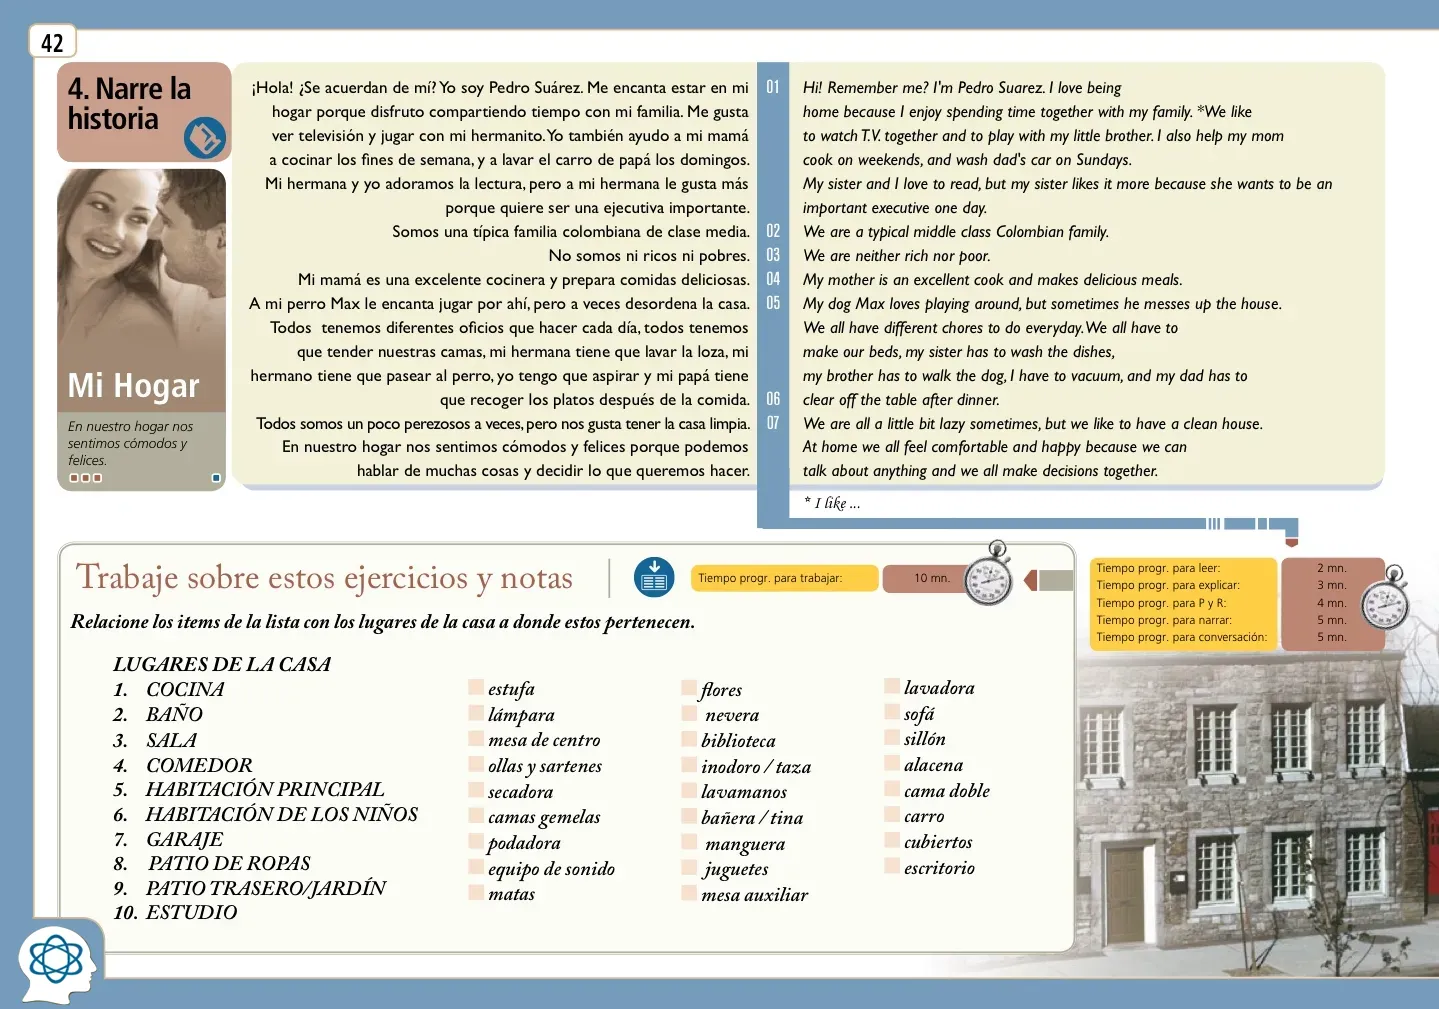 42
4. Narre la
historia
Mi Hogar
En nuestro hogar nos
sentimos cómodos y
felices.
¡Hola! ¿Se acuerdan de mí? Yo soy Pedro Suárez. Me encanta estar en mi
hogar porque disfruto compartiendo tiempo con mi familia. Me gusta
ver televisión y jugar con mi hermanito. Yo también ayudo a mi mamá
a cocinar los fines de semana, y a lavar el carro de papá los domingos.
Mi hermana y yo adoramos la lectura, pero a mi hermana le gusta más
porque quiere ser una ejecutiva importante.
Somos una típica familia colombiana de clase media.
No somos ni ricos ni pobres.
Mi mamá es una excelente cocinera y prepara comidas deliciosas.
A mi perro Max le encanta jugar por ahí, pero a veces desordena la casa.
Todos tenemos diferentes oficios que hacer cada día, todos tenemos
que tender nuestras camas, mi hermana tiene que lavar la loza, mi
hermano tiene que pasear al perro, yo tengo que aspirar y mi papá tiene
que recoger los platos después de la comida.
Todos somos un poco perezosos a veces, pero nos gusta tener la casa limpia.
En nuestro hogar nos sentimos cómodos y felices porque podemos
hablar de muchas cosas y decidir lo que queremos hacer.
01
02
03
04
05
06
07
Hi! Remember me? I'm Pedro Suarez. I love being
home because I enjoy spending time together with my family. *We like
to watch T.V. together and to play with my little brother. I also help my mom
cook on weekends, and wash dad's car on Sundays.
My sister and I love to read, but my sister likes it more because she wants to be an
important executive one day.
We are a typical middle class Colombian family.
We are neither rich nor poor.
My mother is an excellent cook and makes delicious meals.
My dog Max loves playing around, but sometimes he messes up the house.
We all have different chores to do everyday. We all have to
make our beds, my sister has to wash the dishes,
my brother has to walk the dog, I have to vacuum, and my dad has to
clear off the table after dinner.
We are all a little bit lazy sometimes, but we like to have a clean house.
At home we all feel comfortable and happy because we can
talk about anything and we all make decisions together.
* I like ...
Trabaje sobre estos ejercicios y notas
Tiempo progr. para trabajar: 10 mn.
Tiempo progr. para leer: 2 mn.
Tiempo progr. para explicar: 3 mn.
Tiempo progr. para P y R: 4 mn.
Tiempo progr. para narrar: 5 mn.
Tiempo progr. para conversación: 5 mn.
Relacione los items de la lista con los lugares de la casa a donde estos pertenecen.
LUGARES DE LA CASA
1. COCINA
2. BAÑO
3. SALA
4. COMEDOR
5. HABITACIÓN PRINCIPAL
6. HABITACIÓN DE LOS NIÑOS
7. GARAJE
8. PATIO DE ROPAS
9. PATIO TRASERO/JARDÍN
10. ESTUDIO
estufa
lámpara
mesa de centro
ollas y sartenes
secadora
camas gemelas
podadora
equipo de sonido
matas
flores
nevera
biblioteca
inodoro / taza
lavamanos
bañera / tina
manguera
juguetes
mesa auxiliar
lavadora
sofá
sillón
alacena
cama doble
carro
cubiertos
escritorio